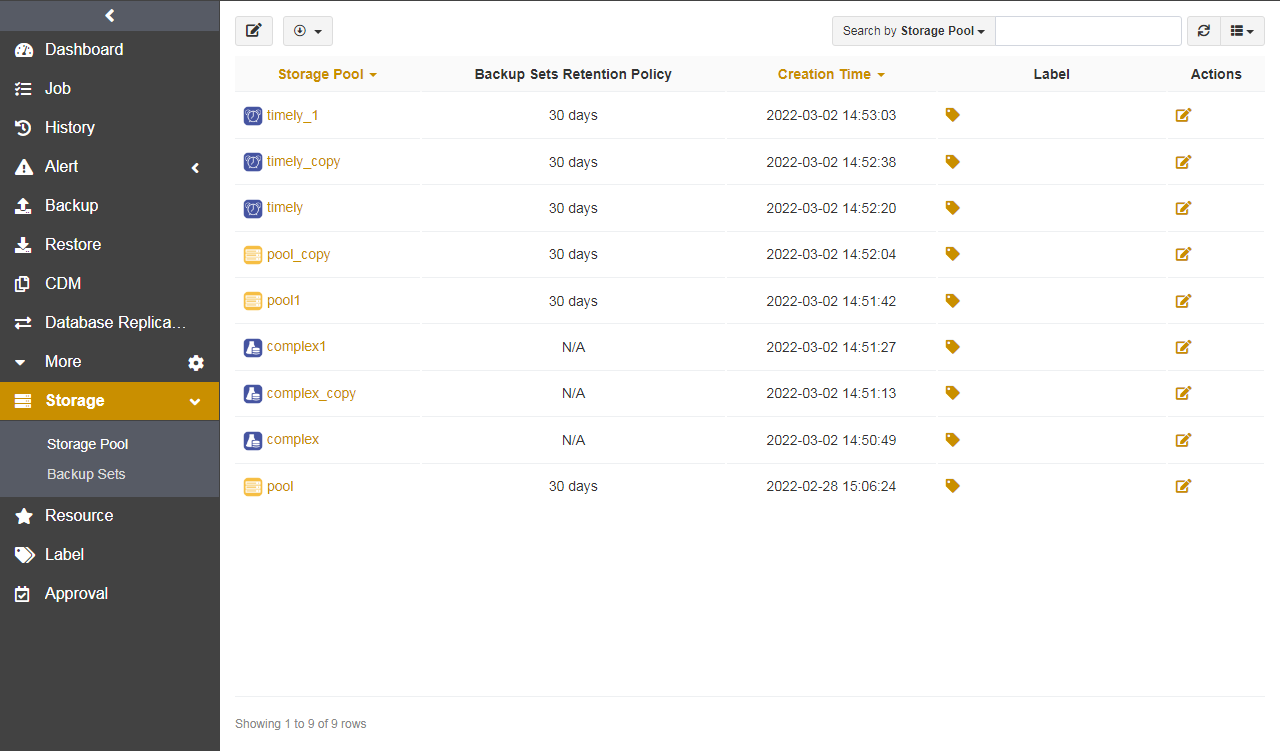 Dashboard
Job
History
Alert
Backup
Restore
CDM
Database Replica...
More
Storage
Storage Pool
Backup Sets
Resource
Label
Approval
Search by Storage Pool
Storage Pool Backup Sets Retention Policy Creation Time Label Actions
timely_1 30 days 2022-03-02 14:53:03
timely_copy 30 days 2022-03-02 14:52:38
timely 30 days 2022-03-02 14:52:20
pool_copy 30 days 2022-03-02 14:52:04
pool1 30 days 2022-03-02 14:51:42
complex1 N/A 2022-03-02 14:51:27
complex_copy N/A 2022-03-02 14:51:13
complex N/A 2022-03-02 14:50:49
pool 30 days 2022-02-28 15:06:24
Showing 1 to 9 of 9 rows